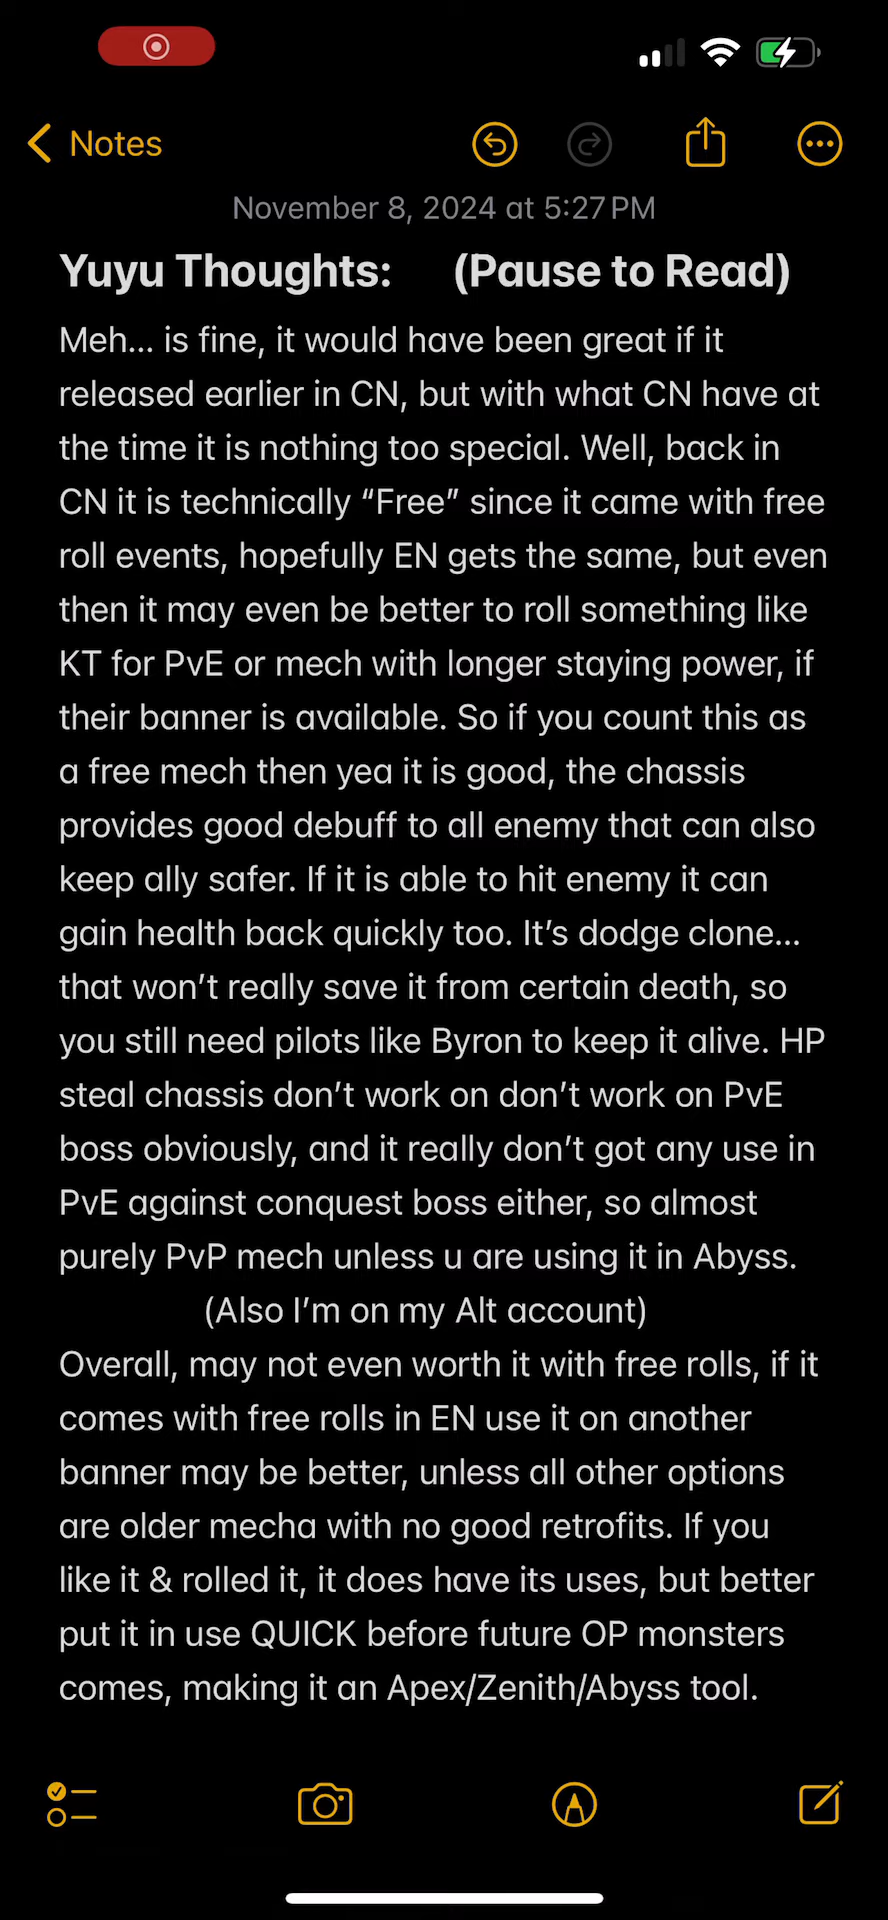 Notes
November 8, 2024 at 5:27 PM
Yuyu Thoughts: (Pause to Read)
Meh... is fine, it would have been great if it
released earlier in CN, but with what CN have at
the time it is nothing too special. Well, back in
CN it is technically “Free” since it came with free
roll events, hopefully EN gets the same, but even
then it may even be better to roll something like
KT for PvE or mech with longer staying power, if
their banner is available. So if you count this as
a free mech then yea it is good, the chassis
provides good debuff to all enemy that can also
keep ally safer. If it is able to hit enemy it can
gain health back quickly too. It’s dodge clone...
that won’t really save it from certain death, so
you still need pilots like Byron to keep it alive. HP
steal chassis don’t work on don’t work on PvE
boss obviously, and it really don’t got any use in
PvE against conquest boss either, so almost
purely PvP mech unless u are using it in Abyss.
(Also I’m on my Alt account)
Overall, may not even worth it with free rolls, if it
comes with free rolls in EN use it on another
banner may be better, unless all other options
are older mecha with no good retrofits. If you
like it & rolled it, it does have its uses, but better
put it in use QUICK before future OP monsters
comes, making it an Apex/Zenith/Abyss tool.